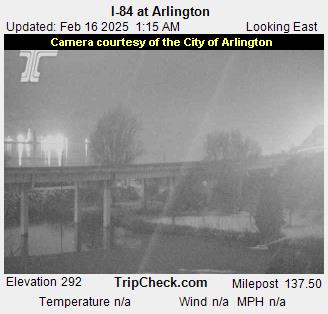 I-84 at Arlington
Updated: Feb 16 2025 1:15 AM Looking East
Camera courtesy of the City of Arlington
Elevation 292 TripCheck.com Milepost 137.50
Temperature n/a Wind n/a MPH n/a